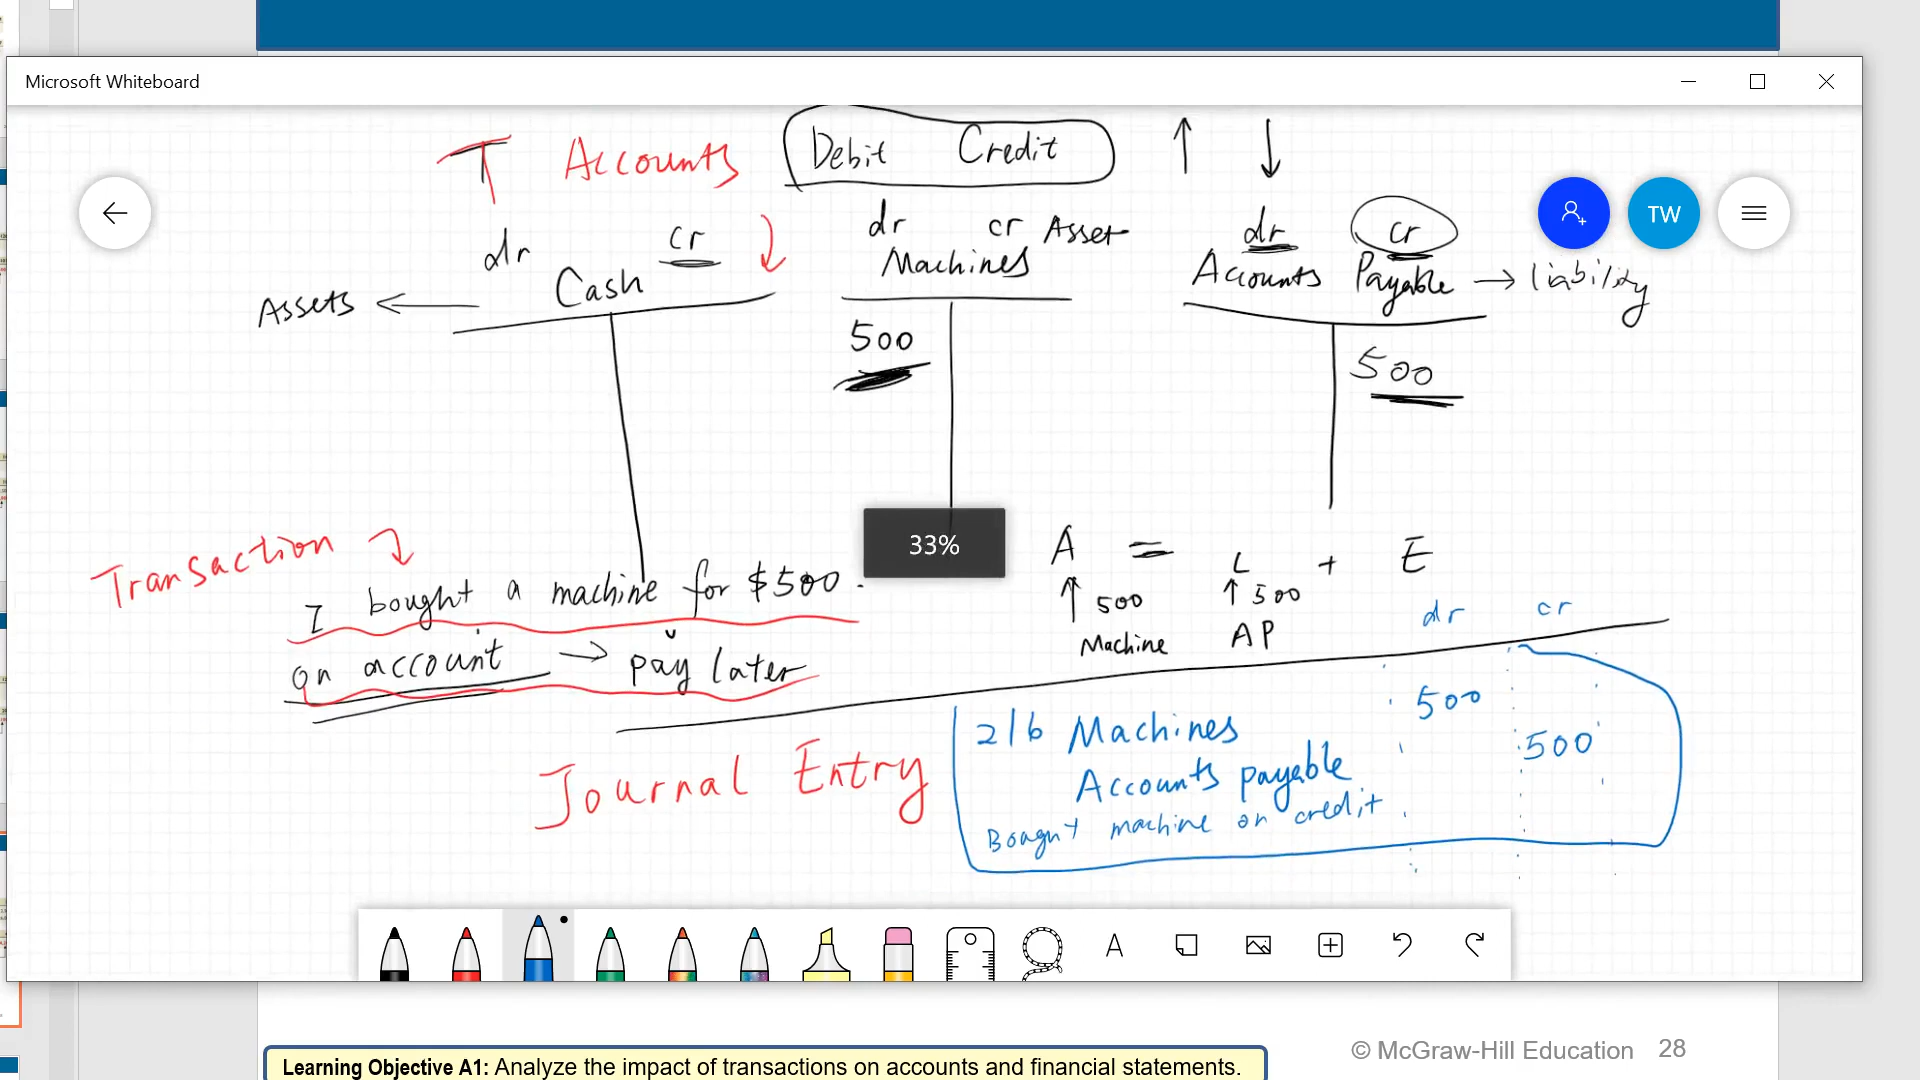 Microsoft Whiteboard
T Accounts Debit Credit ↑ ↓
dr cr dr cr Asset dr cr
Assets ← Cash Machines Accounts Payable → liability
500 500
33%
Transaction
I bought a machine for $500.
on account → pay later
A = L + E
↑ 500 ↑ 500
Machine AP
dr cr
Journal Entry
2/6 Machines 500
Accounts payable 500
Bought machine on credit
TW
A
© McGraw-Hill Education 28
Learning Objective A1: Analyze the impact of transactions on accounts and financial statements.